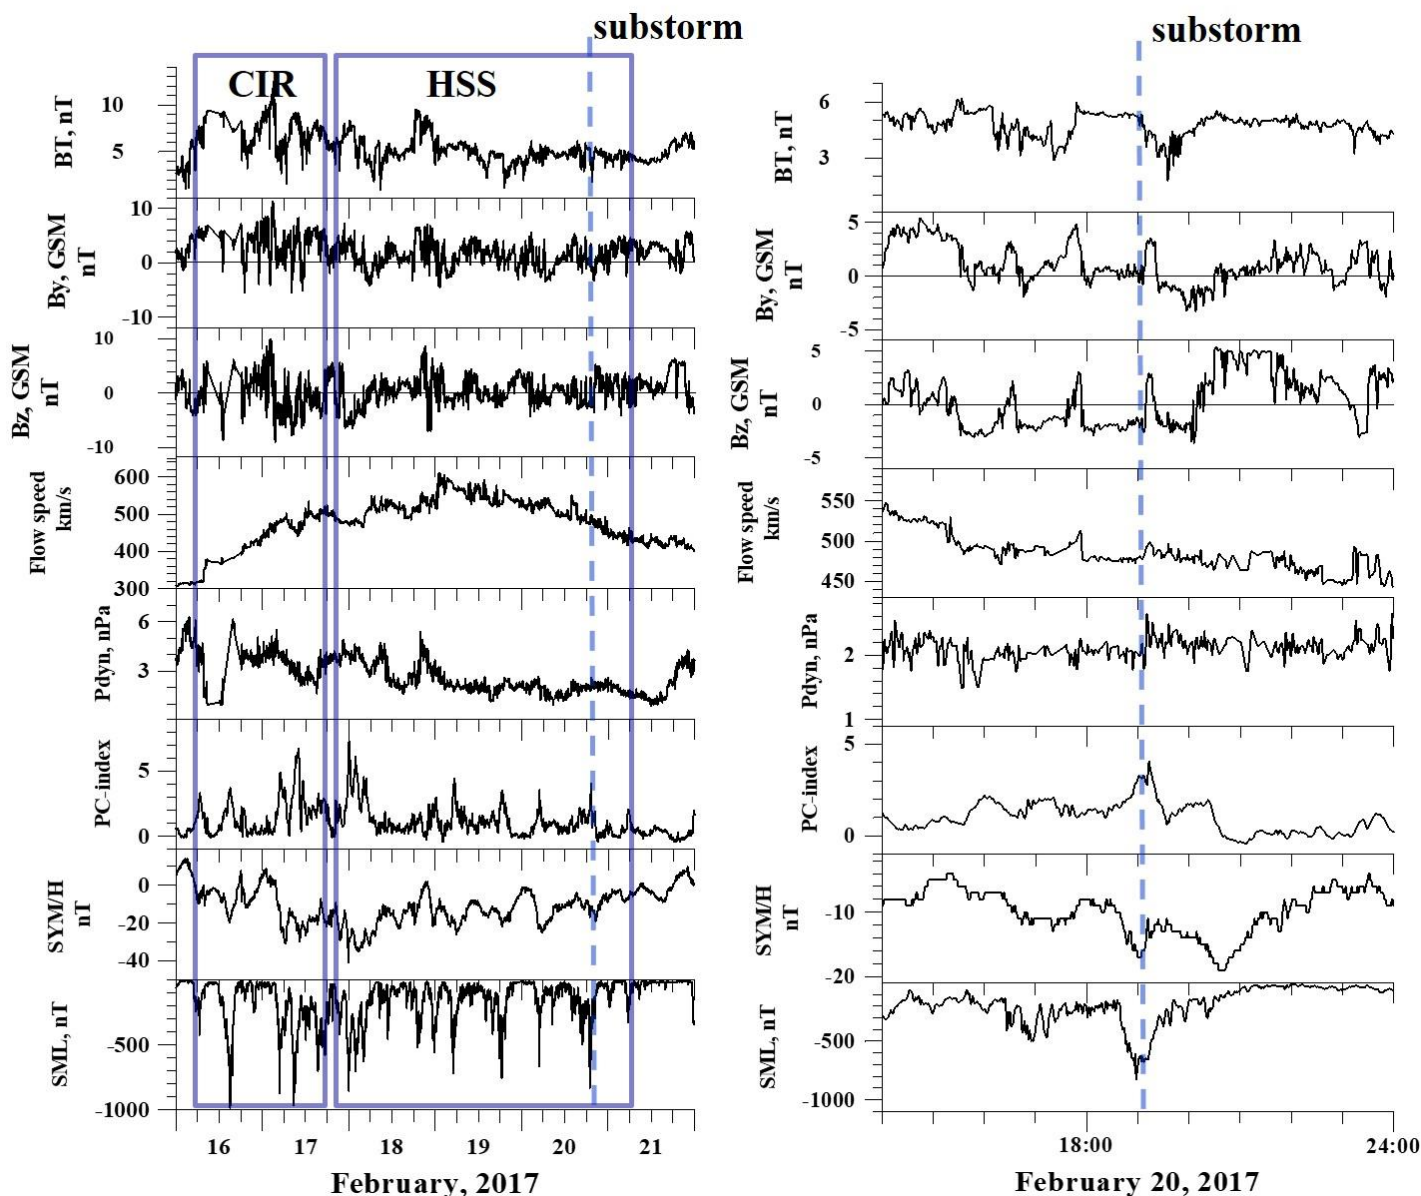 substorm
CIR
HSS
BT, nT
10
5
By, GSM
nT
10
0
-10
Bz, GSM
nT
10
0
-10
Flow speed
km/s
600
500
400
300
Pdyn, nPa
6
3
PC-index
5
0
SYM/H
nT
0
-20
-40
SML, nT
-500
-1000
16 17 18 19 20 21
February, 2017
substorm
BT, nT
6
3
By, GSM
nT
5
0
-5
Bz, GSM
nT
5
0
-5
Flow speed
km/s
550
500
450
Pdyn, nPa
2
1
PC-index
5
0
SYM/H
nT
-10
-20
SML, nT
-500
-1000
18:00 24:00
February 20, 2017